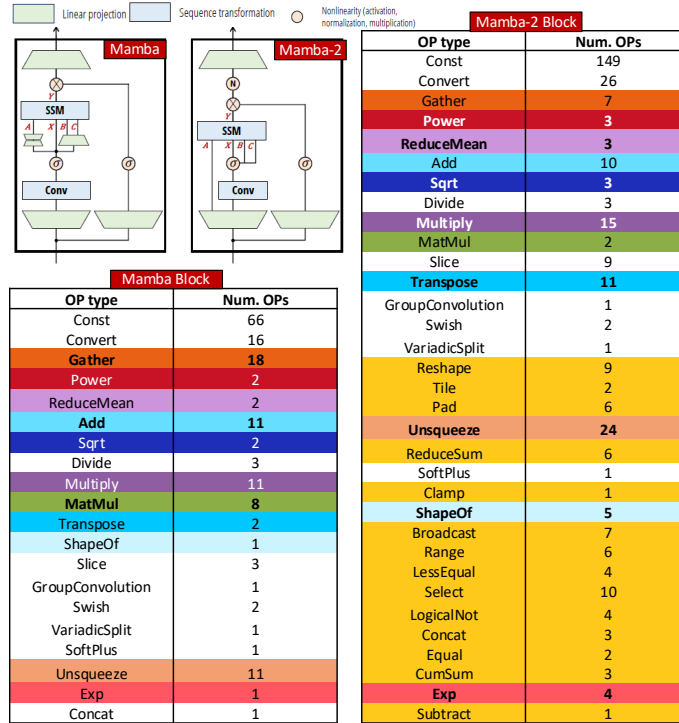 Linear projection
Sequence transformation
σ
Nonlinearity (activation,
normalization, multiplication)
Mamba
Mamba-2
N
Y
Y
SSM
SSM
A X B C
A X B C
σ σ
σ σ
Conv
Conv
Mamba Block
OP type Num. OPs
Const 66
Convert 16
Gather 18
Power 2
ReduceMean 2
Add 11
Sqrt 2
Divide 3
Multiply 11
MatMul 8
Transpose 2
ShapeOf 1
Slice 3
GroupConvolution 1
Swish 2
VariadicSplit 1
SoftPlus 1
Unsqueeze 11
Exp 1
Concat 1
Mamba-2 Block
OP type Num. OPs
Const 149
Convert 26
Gather 7
Power 3
ReduceMean 3
Add 10
Sqrt 3
Divide 3
Multiply 15
MatMul 2
Slice 9
Transpose 11
GroupConvolution 1
Swish 2
VariadicSplit 1
Reshape 9
Tile 2
Pad 6
Unsqueeze 24
ReduceSum 6
SoftPlus 1
Clamp 1
ShapeOf 5
Broadcast 7
Range 6
LessEqual 4
Select 10
LogicalNot 4
Concat 3
Equal 2
CumSum 3
Exp 4
Subtract 1